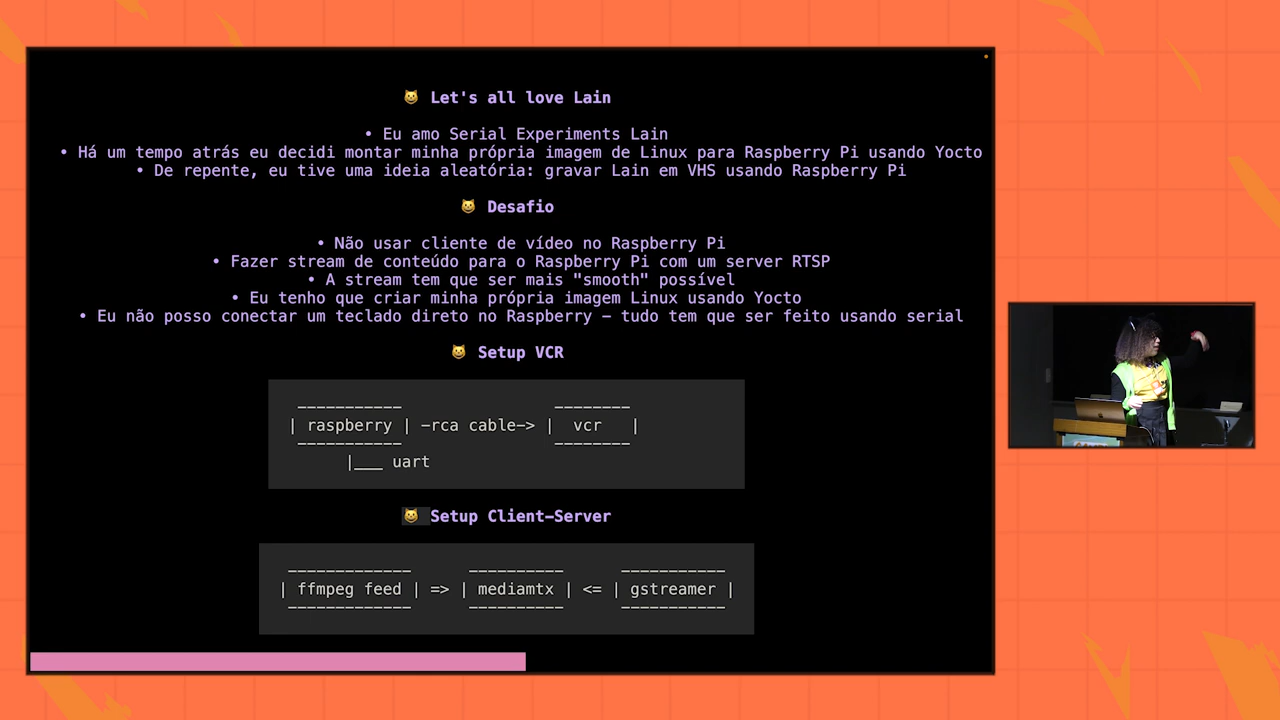 😺 Let's all love Lain
• Eu amo Serial Experiments Lain
• Há um tempo atrás eu decidi montar minha própria imagem de Linux para Raspberry Pi usando Yocto
• De repente, eu tive uma ideia aleatória: gravar Lain em VHS usando Raspberry Pi
😺 Desafio
• Não usar cliente de vídeo no Raspberry Pi
• Fazer stream de conteúdo para o Raspberry Pi com um server RTSP
• A stream tem que ser mais "smooth" possível
• Eu tenho que criar minha própria imagem Linux usando Yocto
• Eu não posso conectar um teclado direto no Raspberry – tudo tem que ser feito usando serial
😺 Setup VCR
| raspberry | -rca cable-> | vcr |
|___ uart
😺 Setup Client-Server
| ffmpeg feed | => | mediamtx | <= | gstreamer |